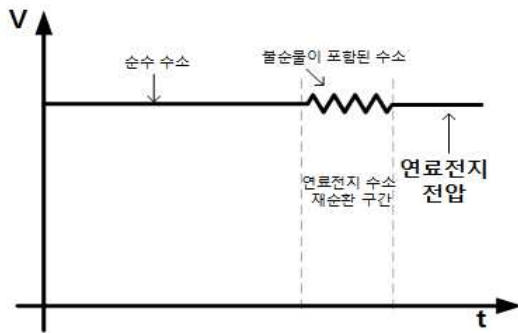 V
순수 수소
불순물이 포함된 수소
연료전지
전압
연료전지 수소
재순환 구간
t